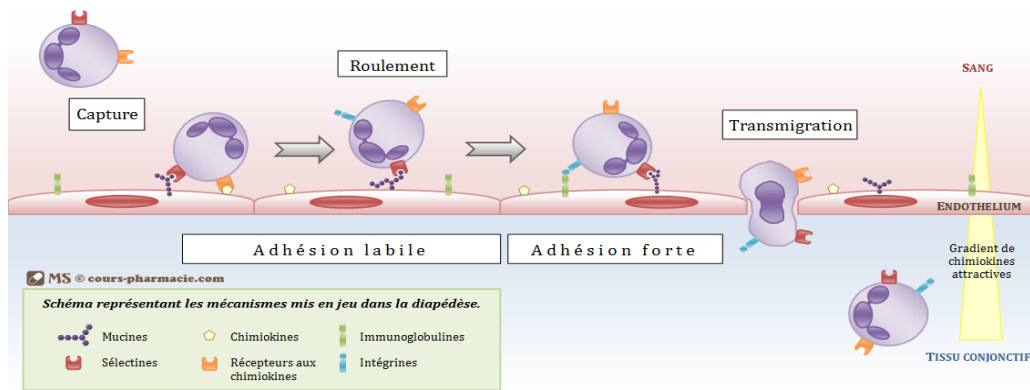 Capture
Roulement
Transmigration
SANG
ENDOTHELIUM
Adhésion labile
Adhésion forte
Gradient de
chimiokines
attractives
TISSU CONJONCTIF
MS © cours-pharmacie.com
Schéma représentant les mécanismes mis en jeu dans la diapédèse.
Mucines
Chimiokines
Immunoglobulines
Sélectines
Récepteurs aux
chimiokines
Intégrines